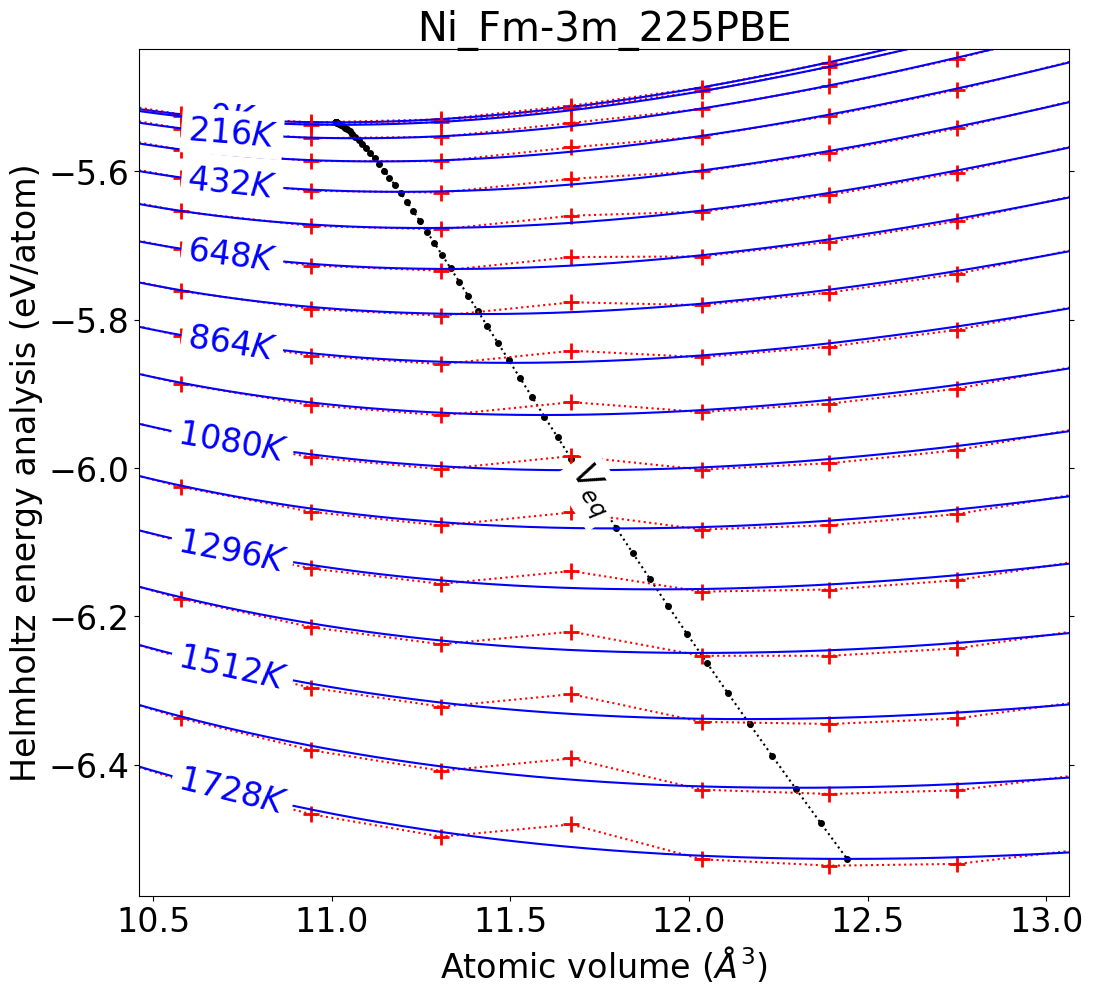 Ni_Fm-3m_225PBE
Helmholtz energy analysis (eV/atom)
−5.6
−5.8
−6.0
−6.2
−6.4
0K
216K
432K
648K
864K
1080K
1296K
1512K
1728K
V_eq
10.5 11.0 11.5 12.0 12.5 13.0
Atomic volume (Å³)